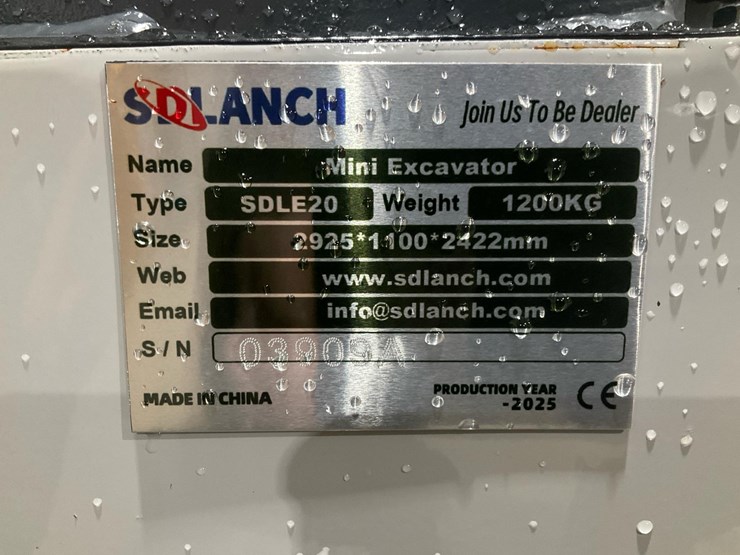 SDLANCH Join Us To Be Dealer
Name Mini Excavator
Type SDLE20 Weight 1200KG
Size 2925*1100*2422mm
Web www.sdlanch.com
Email info@sdlanch.com
S/N 03909A
MADE IN CHINA
PRODUCTION YEAR
-2025
CE